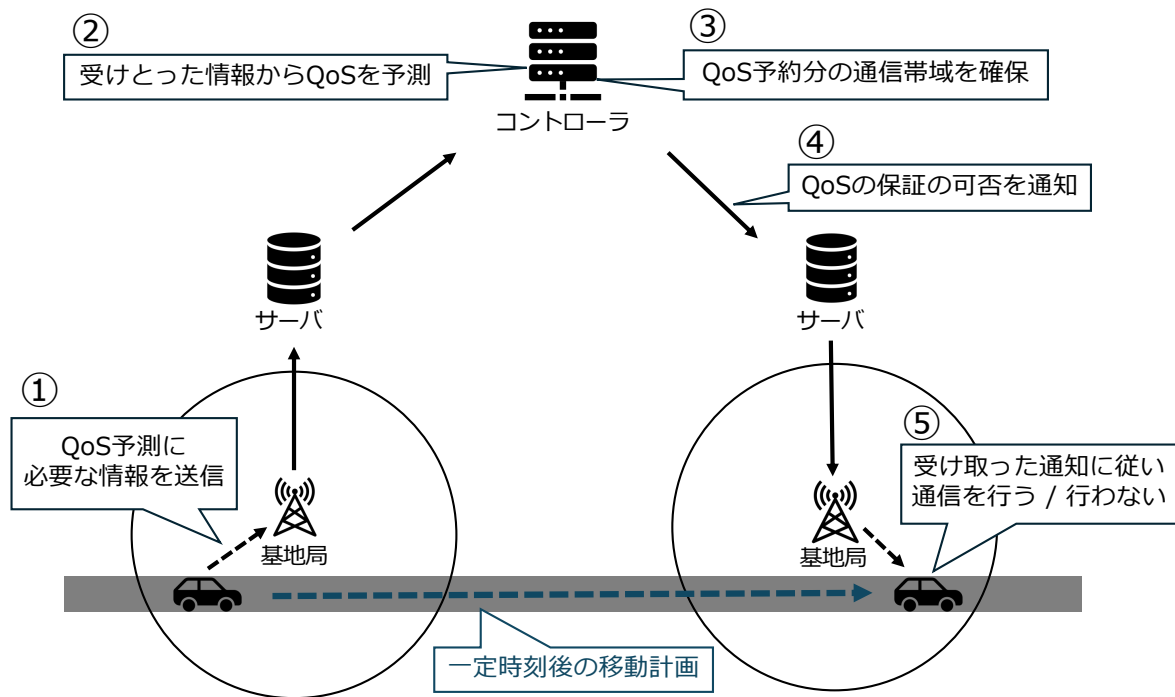 ②
受けとった情報からQoSを予測
③
QoS予約分の通信帯域を確保
コントローラ
④
QoSの保証の可否を通知
サーバ
サーバ
①
QoS予測に
必要な情報を送信
⑤
受け取った通知に従い
通信を行う / 行わない
基地局
基地局
一定時刻後の移動計画